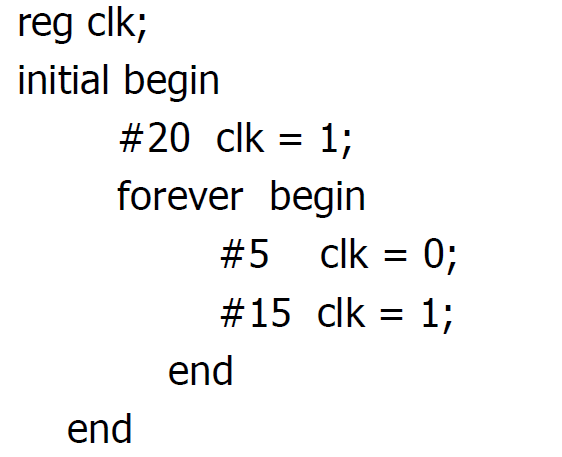 reg clk;
initial begin
#20 clk = 1;
forever begin
#5 clk = 0;
#15 clk = 1;
end
end